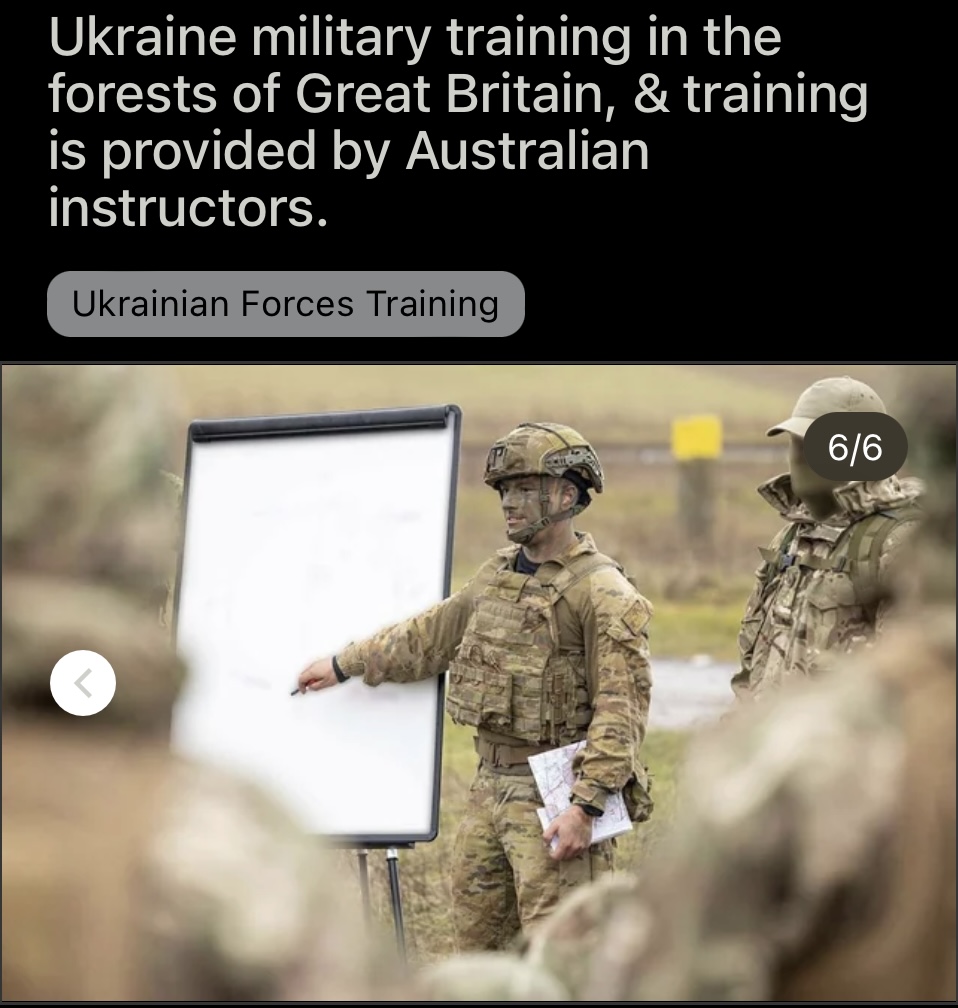 Ukraine military training in the
forests of Great Britain, & training
is provided by Australian
instructors.
Ukrainian Forces Training
6/6